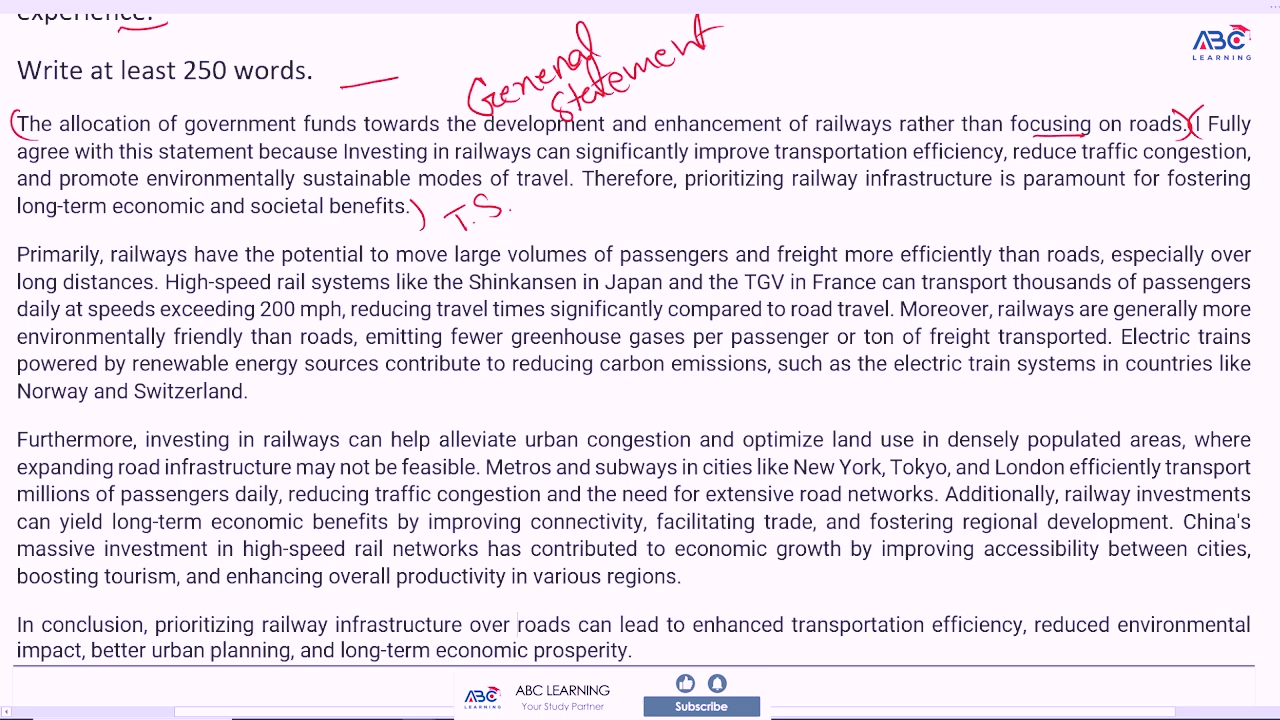 experience.
ABC
LEARNING
Write at least 250 words.
General
statement
The allocation of government funds towards the development and enhancement of railways rather than focusing on roads. I Fully
agree with this statement because Investing in railways can significantly improve transportation efficiency, reduce traffic congestion,
and promote environmentally sustainable modes of travel. Therefore, prioritizing railway infrastructure is paramount for fostering
long-term economic and societal benefits.
T.S.
Primarily, railways have the potential to move large volumes of passengers and freight more efficiently than roads, especially over
long distances. High-speed rail systems like the Shinkansen in Japan and the TGV in France can transport thousands of passengers
daily at speeds exceeding 200 mph, reducing travel times significantly compared to road travel. Moreover, railways are generally more
environmentally friendly than roads, emitting fewer greenhouse gases per passenger or ton of freight transported. Electric trains
powered by renewable energy sources contribute to reducing carbon emissions, such as the electric train systems in countries like
Norway and Switzerland.
Furthermore, investing in railways can help alleviate urban congestion and optimize land use in densely populated areas, where
expanding road infrastructure may not be feasible. Metros and subways in cities like New York, Tokyo, and London efficiently transport
millions of passengers daily, reducing traffic congestion and the need for extensive road networks. Additionally, railway investments
can yield long-term economic benefits by improving connectivity, facilitating trade, and fostering regional development. China's
massive investment in high-speed rail networks has contributed to economic growth by improving accessibility between cities,
boosting tourism, and enhancing overall productivity in various regions.
In conclusion, prioritizing railway infrastructure over roads can lead to enhanced transportation efficiency, reduced environmental
impact, better urban planning, and long-term economic prosperity.
ABC
LEARNING
ABC LEARNING
Your Study Partner
Subscribe